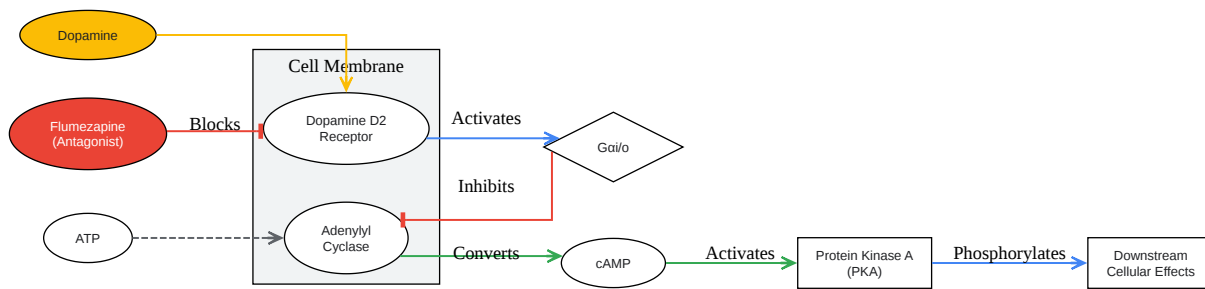 Dopamine
Cell Membrane
Flumezapine
(Antagonist)
Blocks
Dopamine D2
Receptor
Activates
Gαi/o
Inhibits
ATP
Adenylyl
Cyclase
Converts
cAMP
Activates
Protein Kinase A
(PKA)
Phosphorylates
Downstream
Cellular Effects